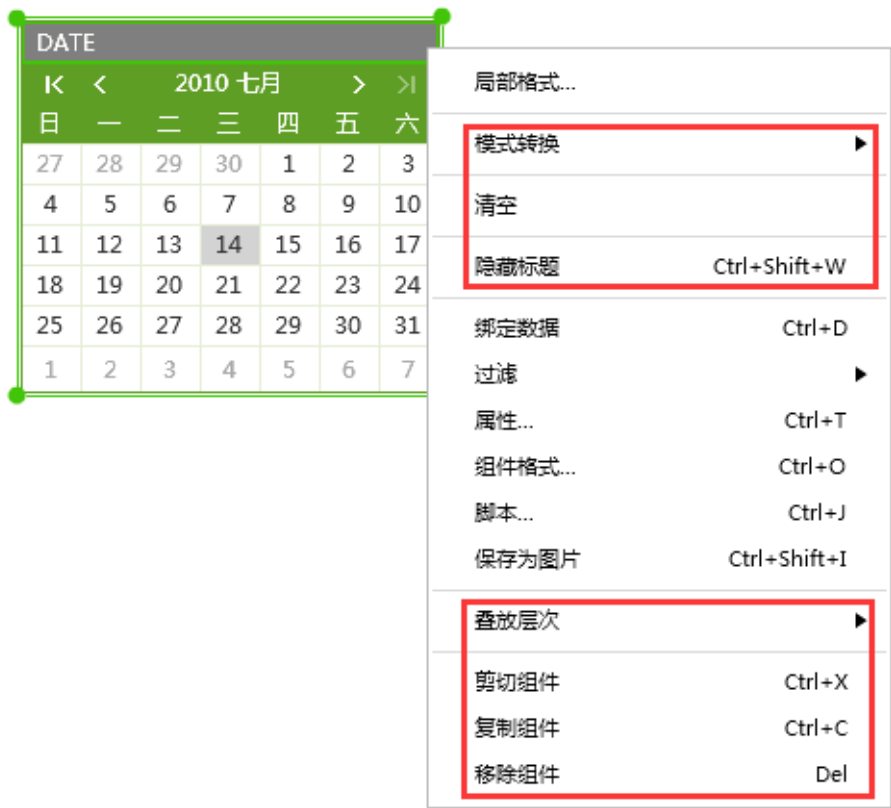 DATE
2010 七月
日 一 二 三 四 五 六
27 28 29 30 1 2 3
4 5 6 7 8 9 10
11 12 13 14 15 16 17
18 19 20 21 22 23 24
25 26 27 28 29 30 31
1 2 3 4 5 6 7
局部格式...
模式转换
清空
隐藏标题 Ctrl+Shift+W
绑定数据 Ctrl+D
过滤
属性... Ctrl+T
组件格式... Ctrl+O
脚本... Ctrl+J
保存为图片 Ctrl+Shift+I
叠放层次
剪切组件 Ctrl+X
复制组件 Ctrl+C
移除组件 Del